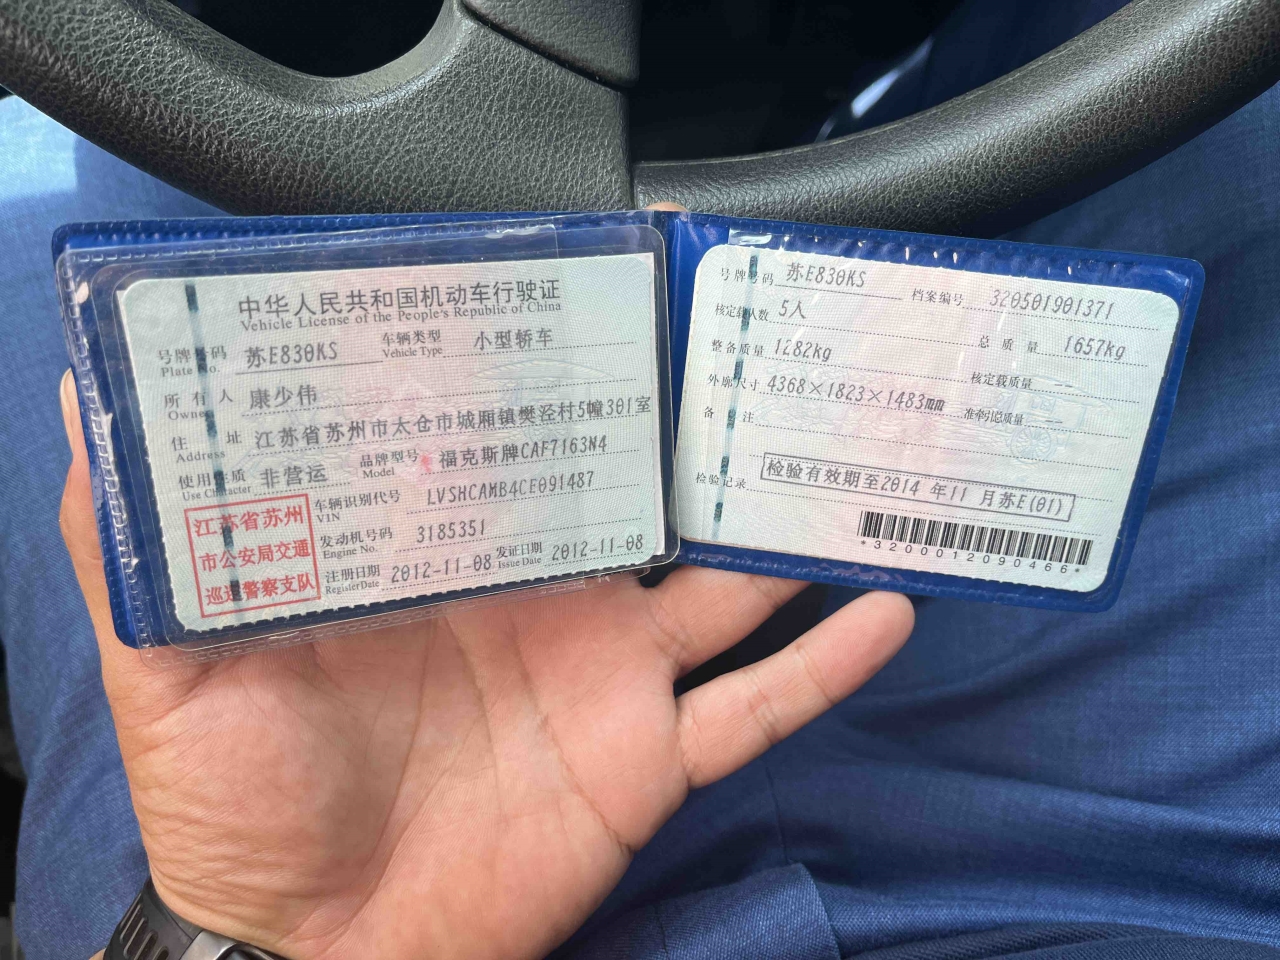 中华人民共和国机动车行驶证
Vehicle License of the People's Republic of China
号牌号码 苏E830KS 车辆类型 小型轿车
Plate No. Vehicle Type
所有人 康少伟
Owner
住址 江苏省苏州市太仓市城厢镇樊泾村5幢301室
Address
使用性质 非营运 品牌型号 福克斯牌CAF7163N4
Use Character Model
江苏省苏州
市公安局交通
巡逻警察支队
车辆识别代号 LVSHCAMB4CE091487
VIN
发动机号码 3185351
Engine No.
注册日期 2012-11-08 发证日期 2012-11-08
Register Date Issue Date
号牌号码 苏E830KS 档案编号 320501901371
核定载人数 5人 总质量 1657kg
整备质量 1282kg 核定载质量
外廓尺寸 4368×1823×1483mm 准牵引总质量 --
备注
检验记录 检验有效期至2014年11月苏E(01)
*3200012090466*